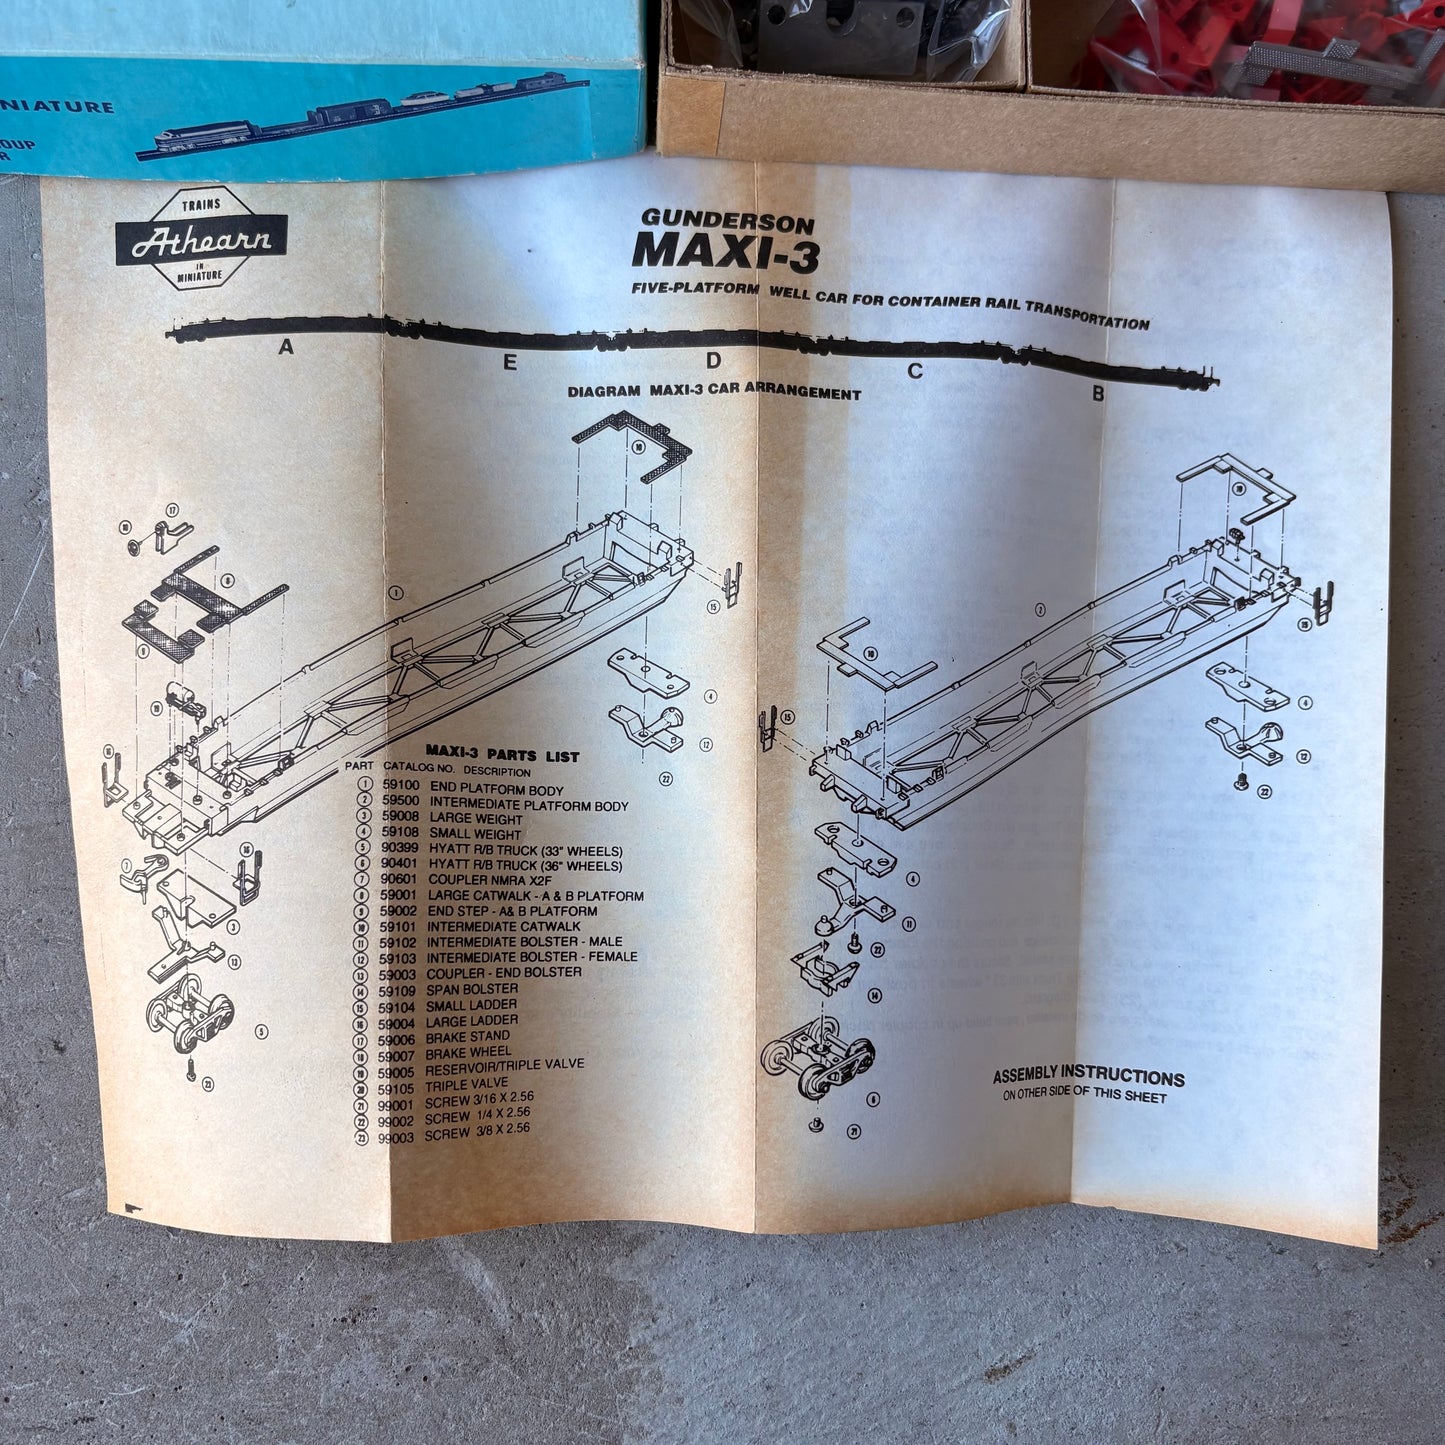 NIATURE
OUP
R
TRAINS
Athearn
IN
MINIATURE
GUNDERSON
MAXI-3
FIVE-PLATFORM WELL CAR FOR CONTAINER RAIL TRANSPORTATION
A
E
D
C
B
DIAGRAM MAXI-3 CAR ARRANGEMENT
MAXI-3 PARTS LIST
PART CATALOG NO. DESCRIPTION
1 59100 END PLATFORM BODY
2 59500 INTERMEDIATE PLATFORM BODY
3 59008 LARGE WEIGHT
4 59108 SMALL WEIGHT
5 90399 HYATT R/B TRUCK (33" WHEELS)
6 90401 HYATT R/B TRUCK (36" WHEELS)
7 90601 COUPLER NMRA X2F
8 59001 LARGE CATWALK - A & B PLATFORM
9 59002 END STEP - A& B PLATFORM
10 59101 INTERMEDIATE CATWALK
11 59102 INTERMEDIATE BOLSTER - MALE
12 59103 INTERMEDIATE BOLSTER - FEMALE
13 59003 COUPLER - END BOLSTER
14 59109 SPAN BOLSTER
15 59104 SMALL LADDER
16 59004 LARGE LADDER
17 59006 BRAKE STAND
18 59007 BRAKE WHEEL
19 59005 RESERVOIR/TRIPLE VALVE
20 59105 TRIPLE VALVE
21 99001 SCREW 3/16 X 2.56
22 99002 SCREW 1/4 X 2.56
23 99003 SCREW 3/8 X 2.56
ASSEMBLY INSTRUCTIONS
ON OTHER SIDE OF THIS SHEET